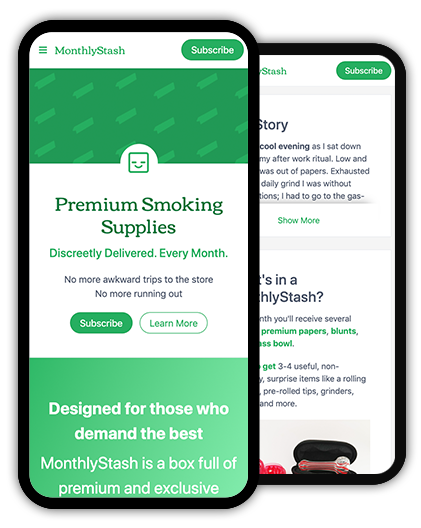 MonthlyStash
Subscribe
Premium Smoking
Supplies
Discreetly Delivered. Every Month.
No more awkward trips to the store
No more running out
Subscribe
Learn More
Designed for those who
demand the best
MonthlyStash is a box full of
premium and exclusive
Stash
Subscribe
Story
cool evening as I sat down
my after work ritual. Low and
was out of papers. Exhausted
daily grind I was without
tions; I had to go to the gas-
Show More
t's in a
hlyStash?
nth you'll receive several
premium papers, blunts,
ass bowl.
get 3-4 useful, non-
y, surprise items like a rolling
, pre-rolled tips, grinders,
and more.